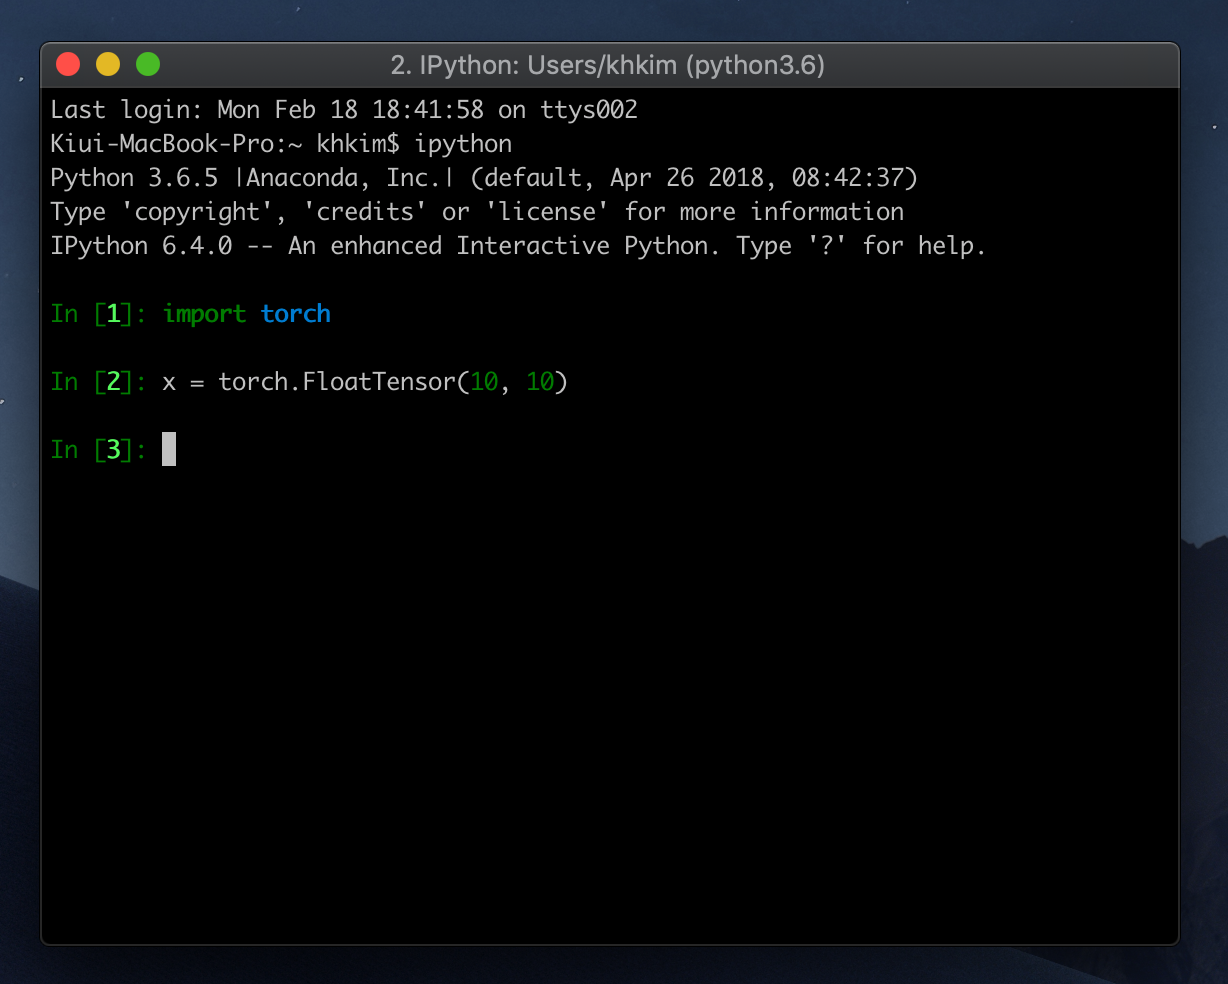 2. IPython: Users/khkim (python3.6)
Last login: Mon Feb 18 18:41:58 on ttys002
Kiui-MacBook-Pro:~ khkim$ ipython
Python 3.6.5 |Anaconda, Inc.| (default, Apr 26 2018, 08:42:37)
Type 'copyright', 'credits' or 'license' for more information
IPython 6.4.0 -- An enhanced Interactive Python. Type '?' for help.
In [1]: import torch
In [2]: x = torch.FloatTensor(10, 10)
In [3]: